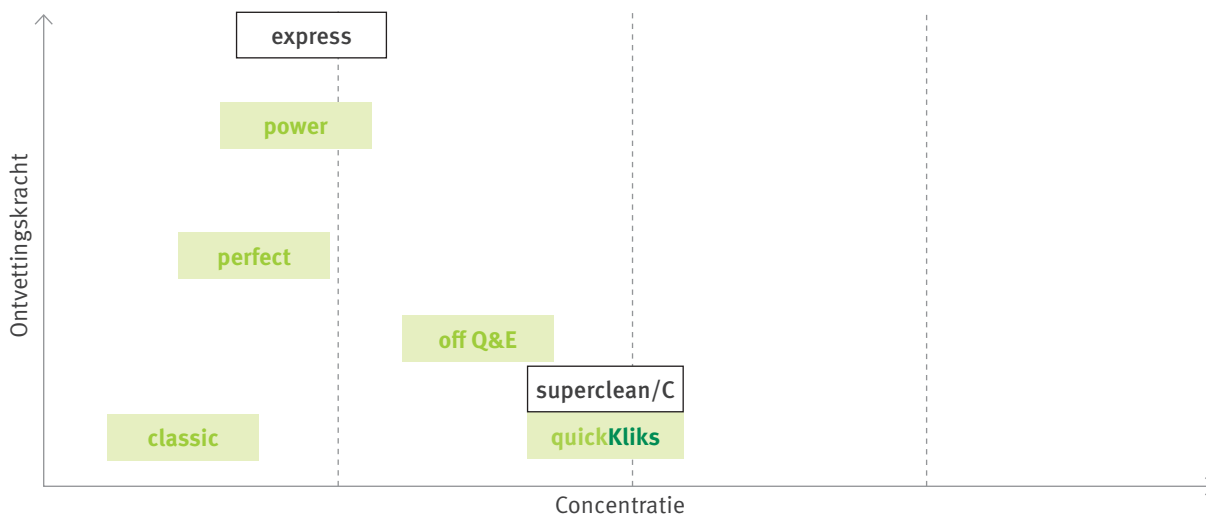 express
power
perfect
off Q&E
superclean/C
classic
quickKliks
Ontvettingskracht
Concentratie